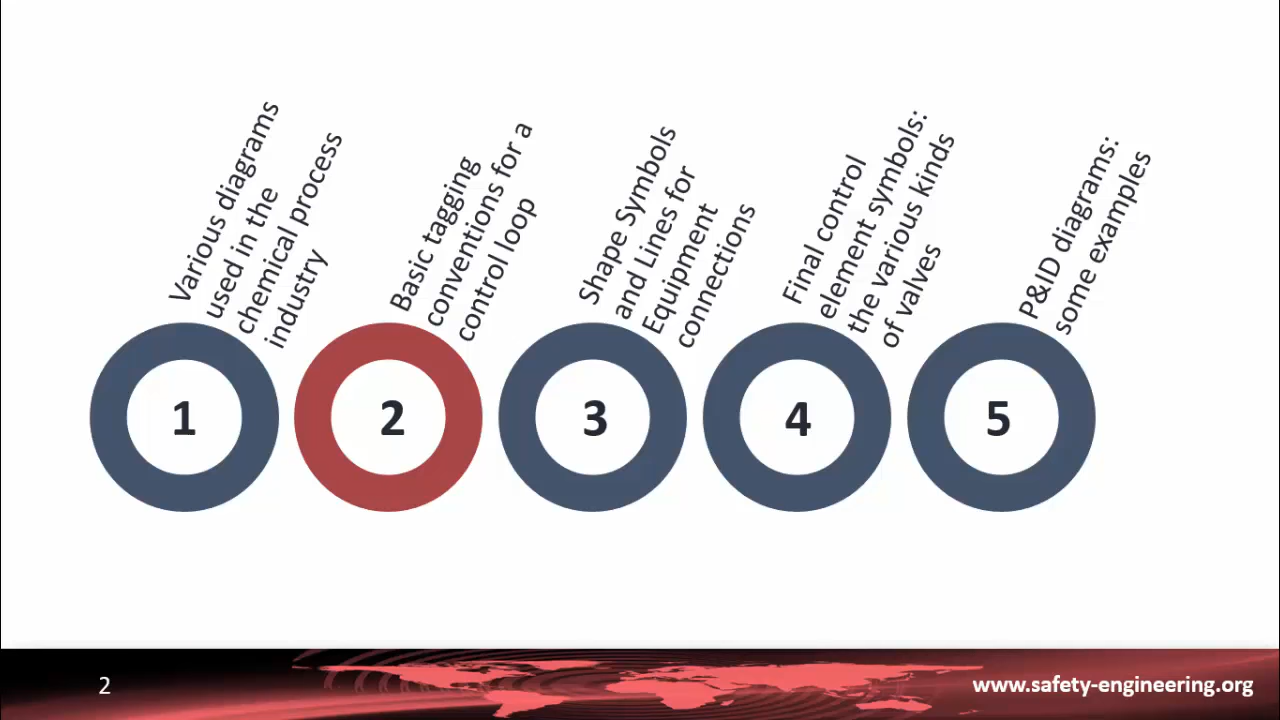 Various diagrams
used in the
chemical process
industry
Basic tagging
conventions for a
control loop
Shape Symbols
and Lines for
Equipment
connections
Final control
element symbols:
the various kinds
of valves
P&ID diagrams:
some examples
1
2
3
4
5
2
www.safety-engineering.org